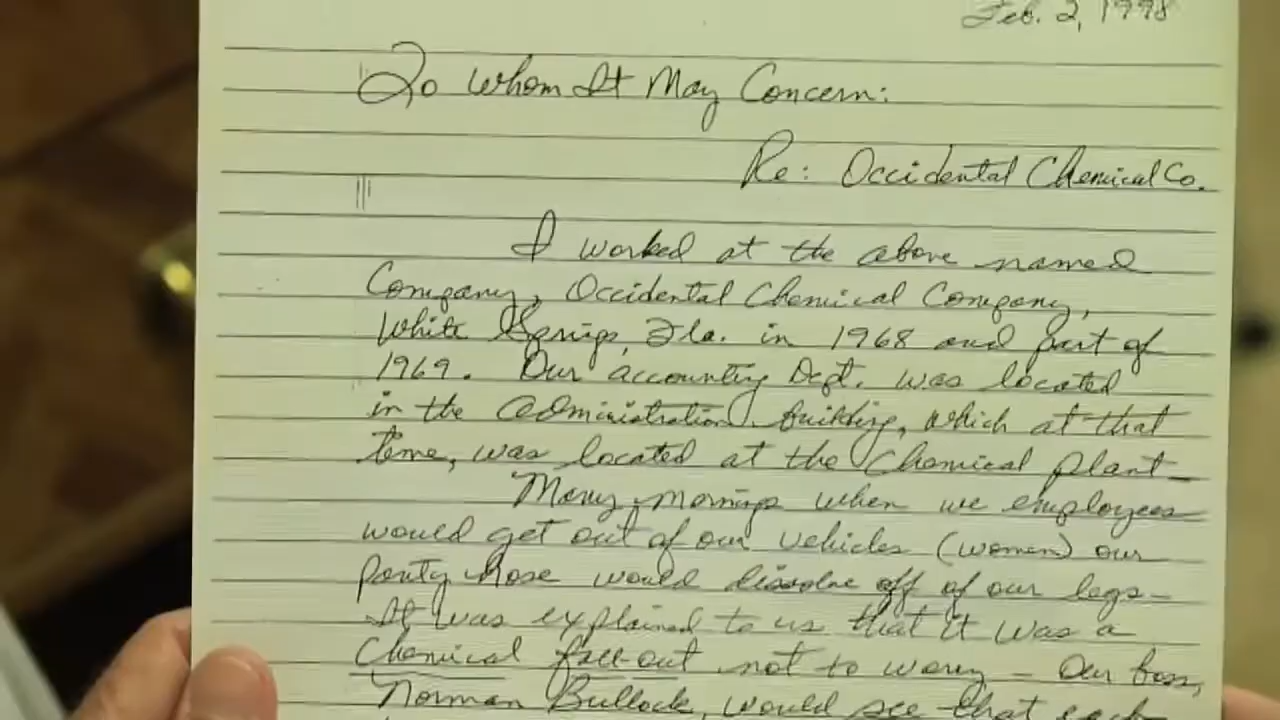 Feb. 2, 1998
To Whom It May Concern:
Re: Occidental Chemical Co.
I worked at the above named
Company, Occidental Chemical Company,
White Springs, Fla. in 1968 and part of
1969. Our accounting Dept. was located
in the Administration building, which at that
time, was located at the Chemical plant—
Many mornings when we employees
would get out of our vehicles (women) our
panty hose would dissolve off of our legs—
It was explained to us that it was a
Chemical fall-out not to worry — Our boss,
Norman Bullock, would see that each